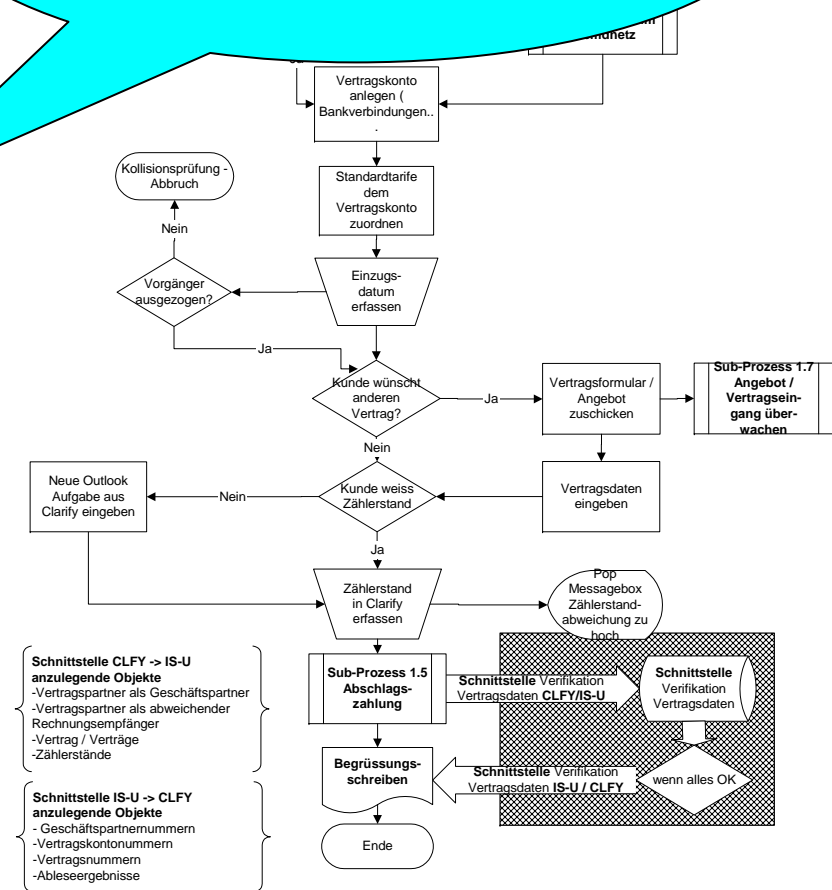 Vertragskonto
anlegen (
Bankverbindungen..
.
Kollisionsprüfung -
Abbruch
Standardtarife
dem
Vertragskonto
zuordnen
Nein
Vorgänger
ausgezogen?
Einzugs-
datum
erfassen
Ja
Kunde wünscht
anderen
Vertrag?
Ja
Vertragsformular /
Angebot
zuschicken
Sub-Prozess 1.7
Angebot /
Vertragsein-
gang über-
wachen
Nein
Neue Outlook
Aufgabe aus
Clarify eingeben
Nein
Kunde weiss
Zählerstand
Vertragsdaten
eingeben
Ja
Zählerstand
in Clarify
erfassen
Pop
Messagebox
Zählerstand-
abweichung zu
hoch
Schnittstelle CLFY -> IS-U
anzulegende Objekte
-Vertragspartner als Geschäftspartner
-Vertragspartner als abweichender
Rechnungsempfänger
-Vertrag / Verträge
-Zählerstände
Sub-Prozess 1.5
Abschlags-
zahlung
Schnittstelle Verifikation
Vertragsdaten CLFY/IS-U
Schnittstelle
Verifikation
Vertragsdaten
Begrüssungs-
schreiben
Schnittstelle Verifikation
Vertragsdaten IS-U / CLFY
wenn alles OK
Schnittstelle IS-U -> CLFY
anzulegende Objekte
- Geschäftspartnernummern
-Vertragskontonummern
-Vertragsnummern
-Ableseergebnisse
Ende